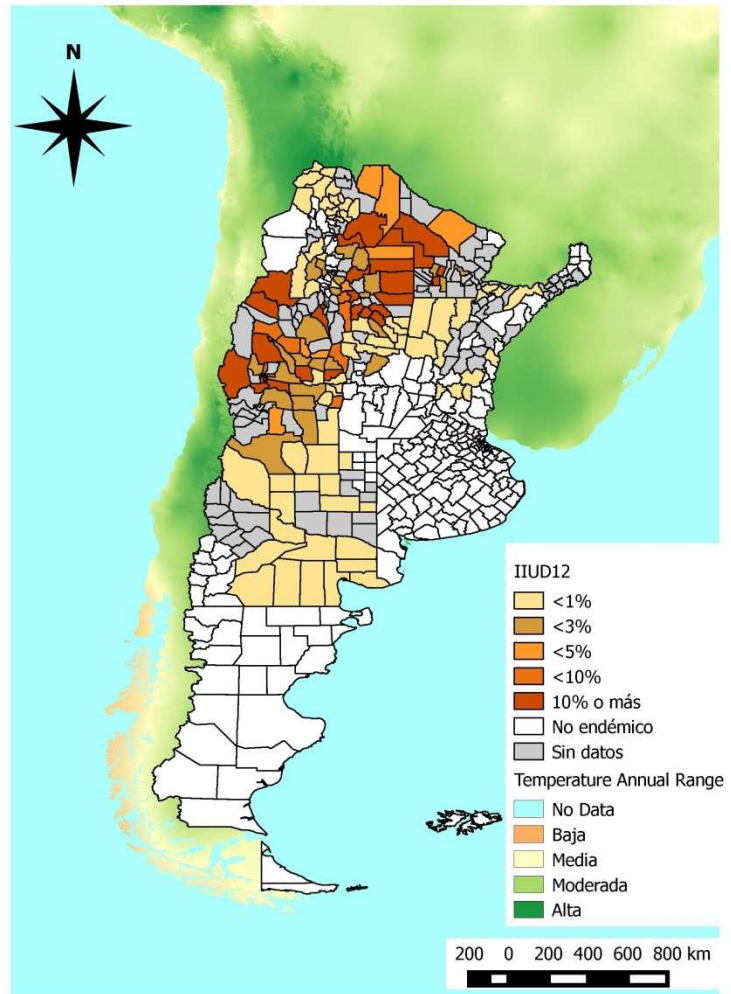 N
IIUD12
<1%
<3%
<5%
<10%
10% o más
No endémico
Sin datos
Temperature Annual Range
No Data
Baja
Media
Moderada
Alta
200 0 200 400 600 800 km